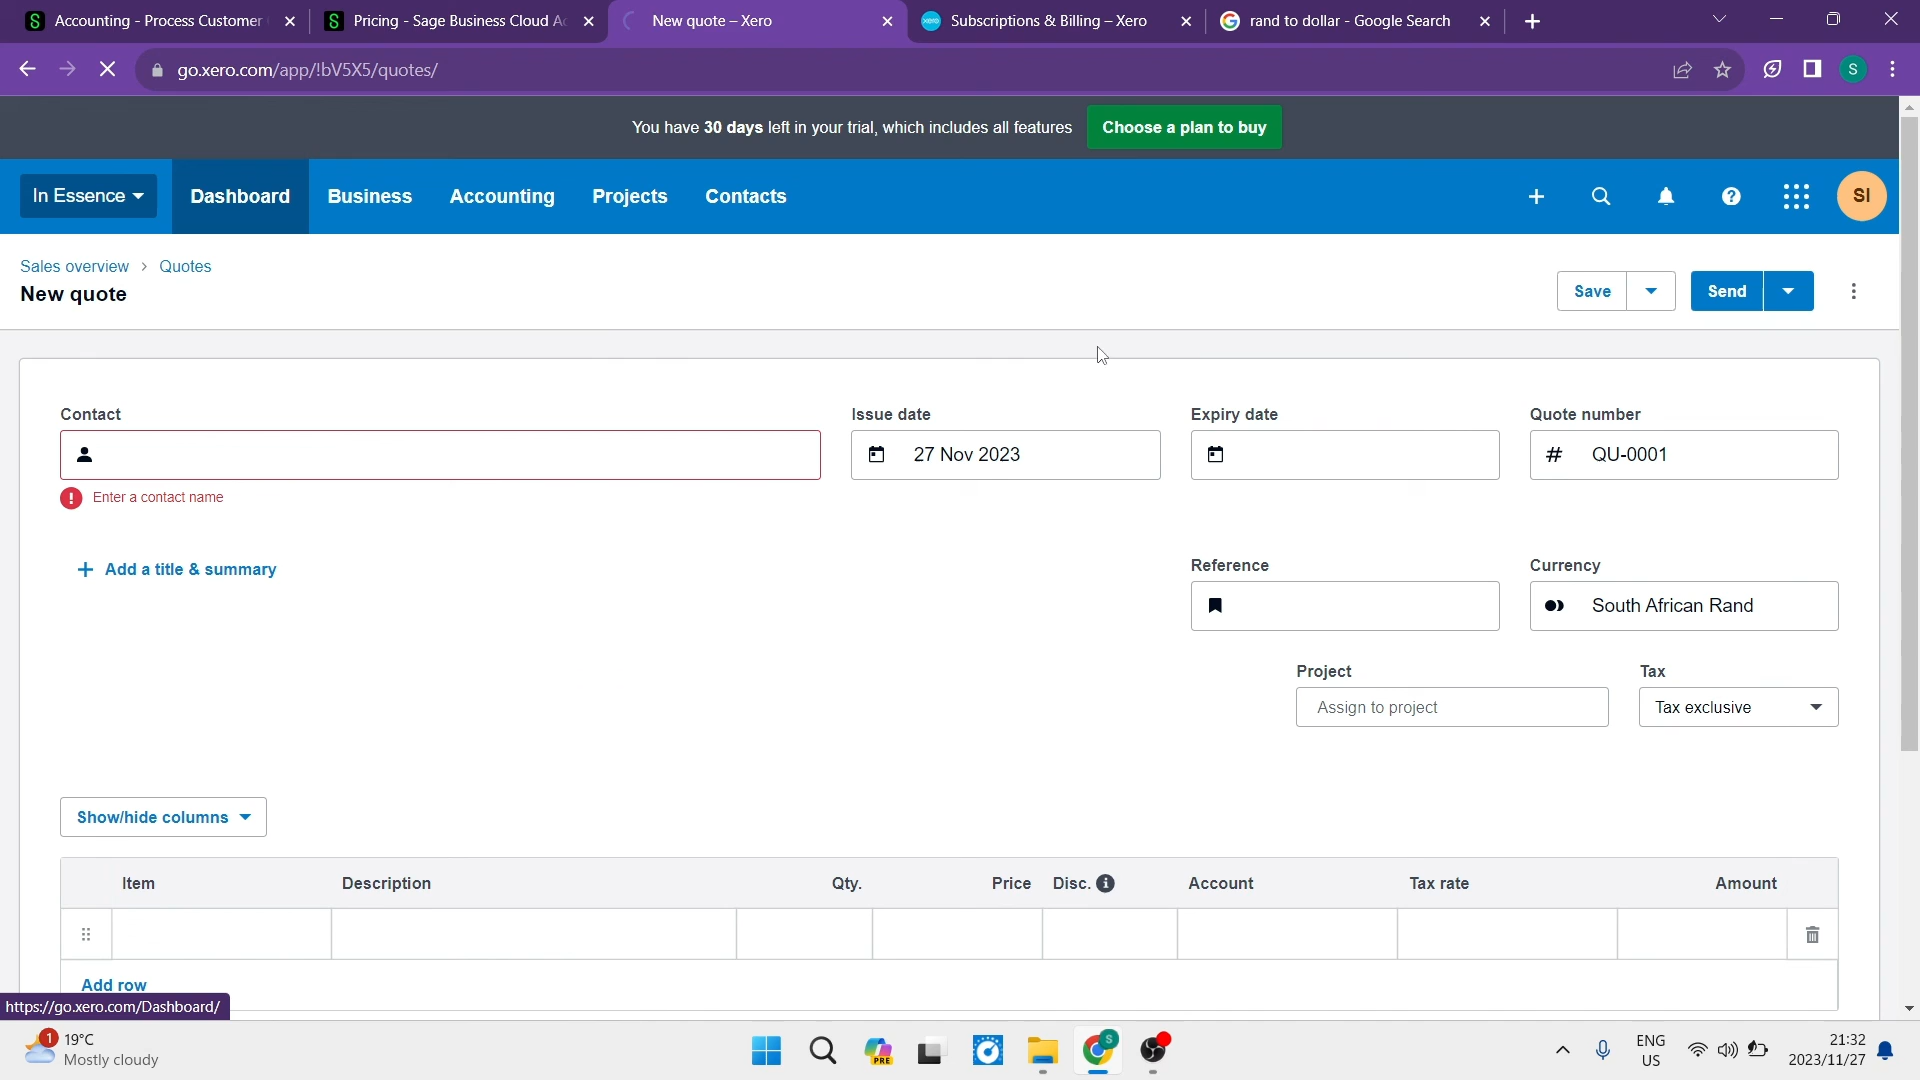 Accounting - Process Customer
Pricing - Sage Business Cloud Ac
New quote – Xero
Subscriptions & Billing – Xero
rand to dollar - Google Search
go.xero.com/app/!bV5X5/quotes/
S
You have 30 days left in your trial, which includes all features
Choose a plan to buy
In Essence
Dashboard
Business
Accounting
Projects
Contacts
SI
Sales overview > Quotes
New quote
Save
Send
Contact
Issue date
Expiry date
Quote number
27 Nov 2023
# QU-0001
Enter a contact name
+ Add a title & summary
Reference
Currency
South African Rand
Project
Tax
Assign to project
Tax exclusive
Show/hide columns
Item
Description
Qty.
Price
Disc.
Account
Tax rate
Amount
Add row
https://go.xero.com/Dashboard/
1
19°C
Mostly cloudy
PRE
S
ENG
US
21:32
2023/11/27